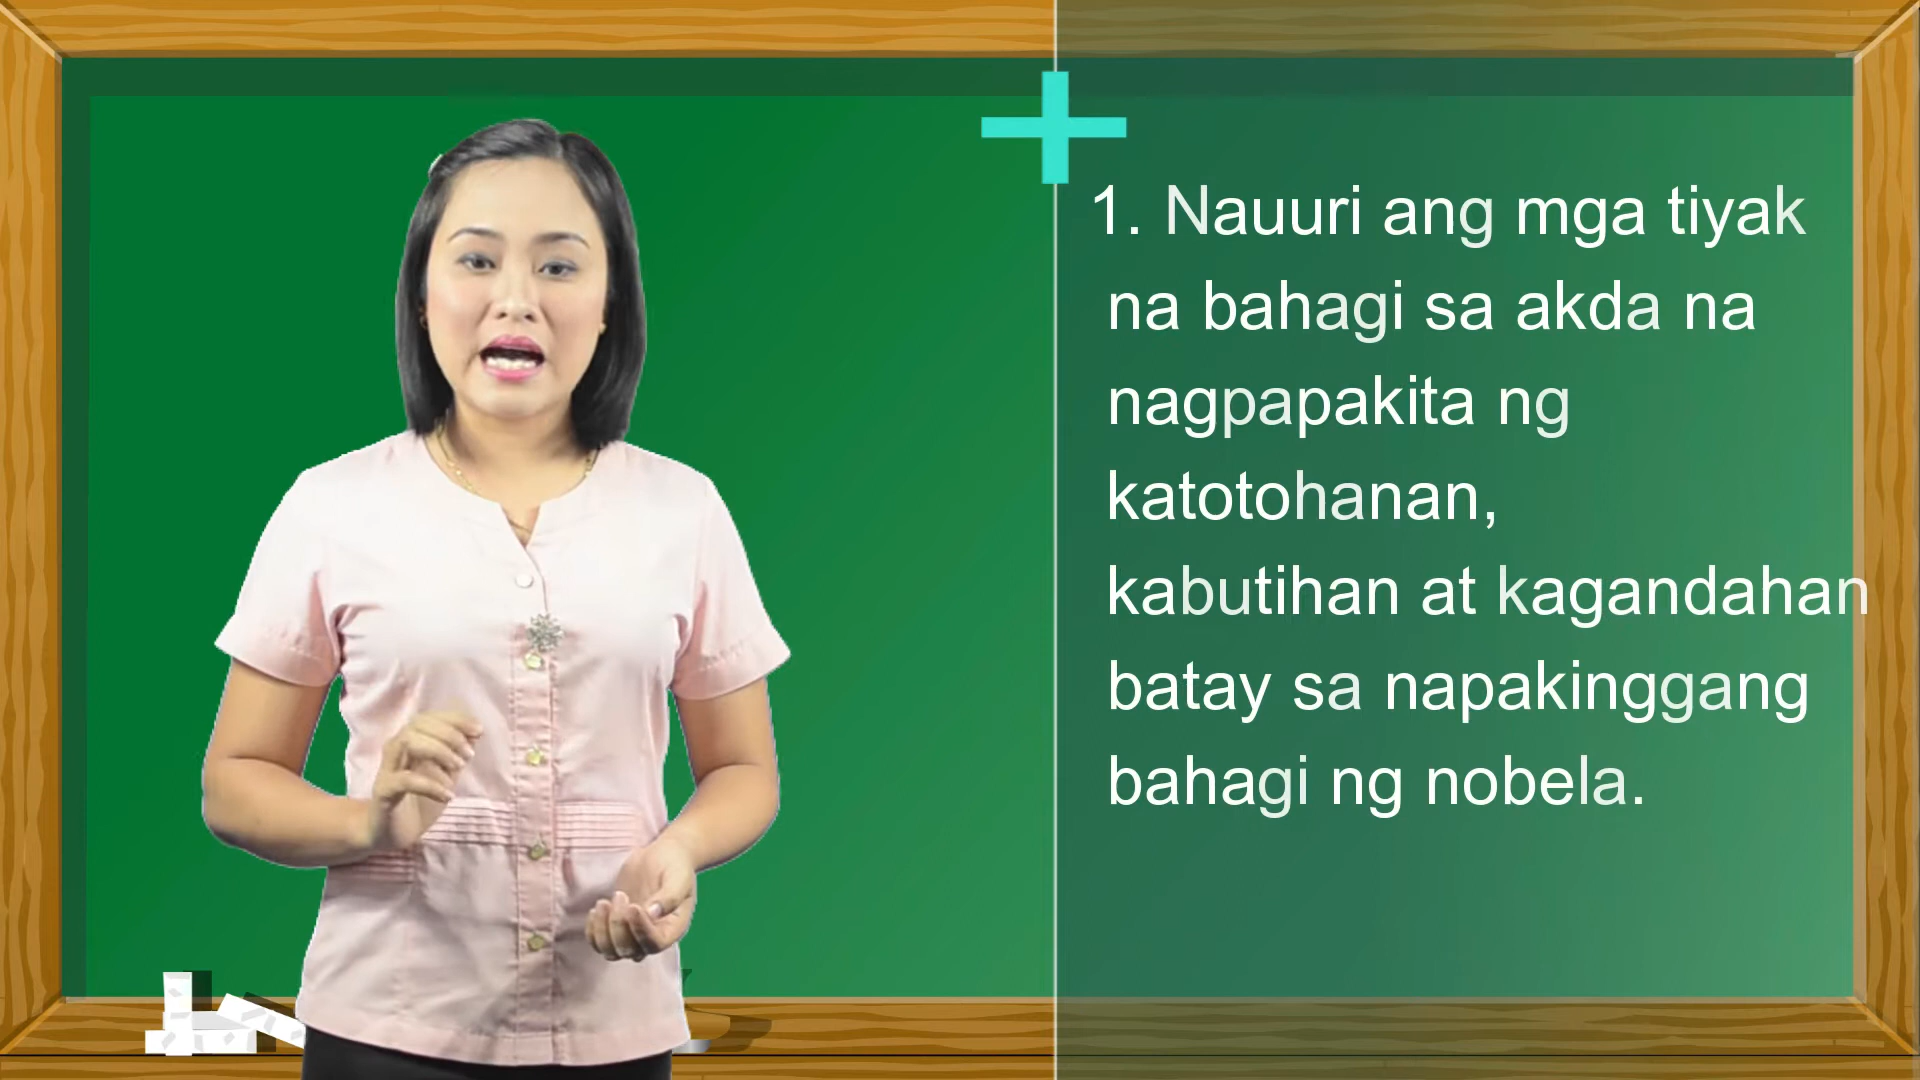 1. Nauuri ang mga tiyak
na bahagi sa akda na
nagpapakita ng
katotohanan,
kabutihan at kagandahan
batay sa napakinggang
bahagi ng nobela.